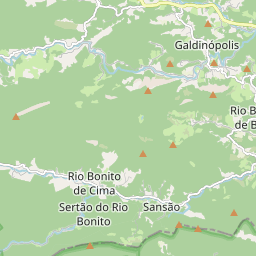 Galdinópolis
Rio B
de B
Rio Bonito
de Cima
Sertão do Rio
Bonito
Sansão